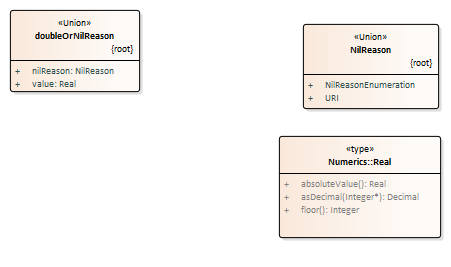 «Union»
doubleOrNilReason
{root}
+ nilReason: NilReason
+ value: Real
«Union»
NilReason
{root}
+ NilReasonEnumeration
+ URI
«type»
Numerics::Real
+ absoluteValue(): Real
+ asDecimal(Integer*): Decimal
+ floor(): Integer